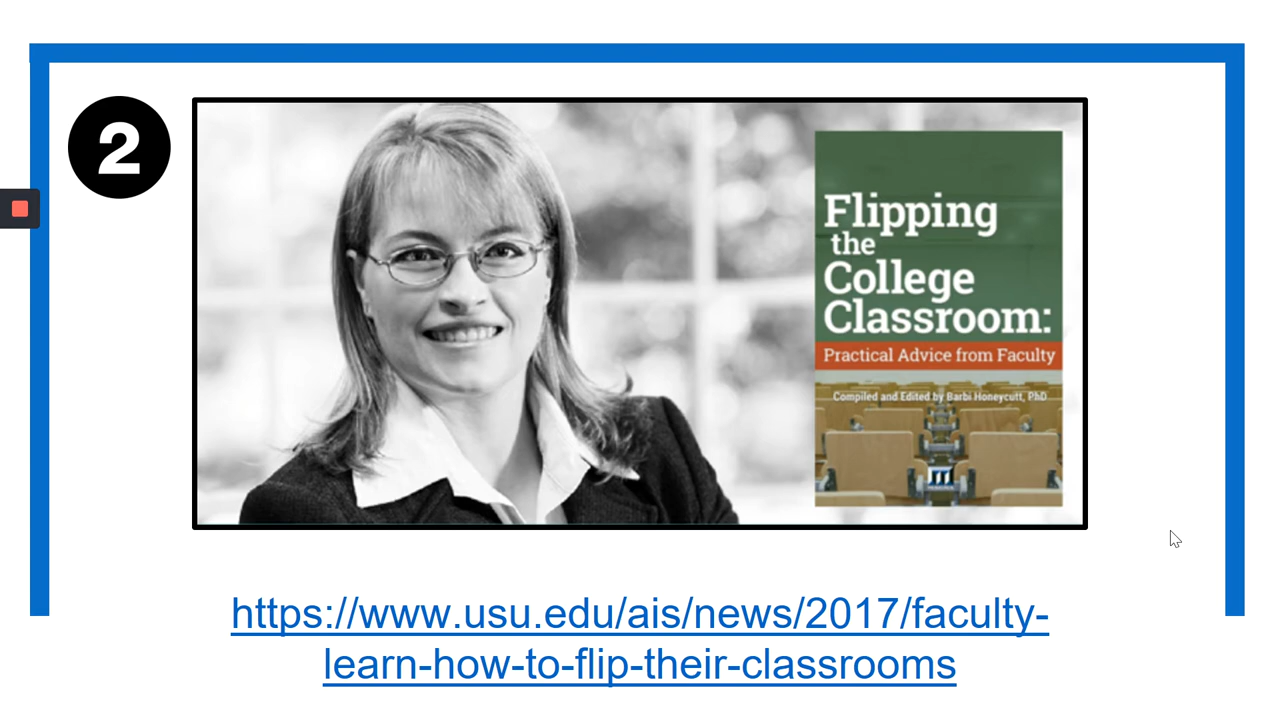 2
Flipping
the
College
Classroom:
Practical Advice from Faculty
Compiled and Edited by Barbi Honeycutt, PhD
https://www.usu.edu/ais/news/2017/faculty-
learn-how-to-flip-their-classrooms